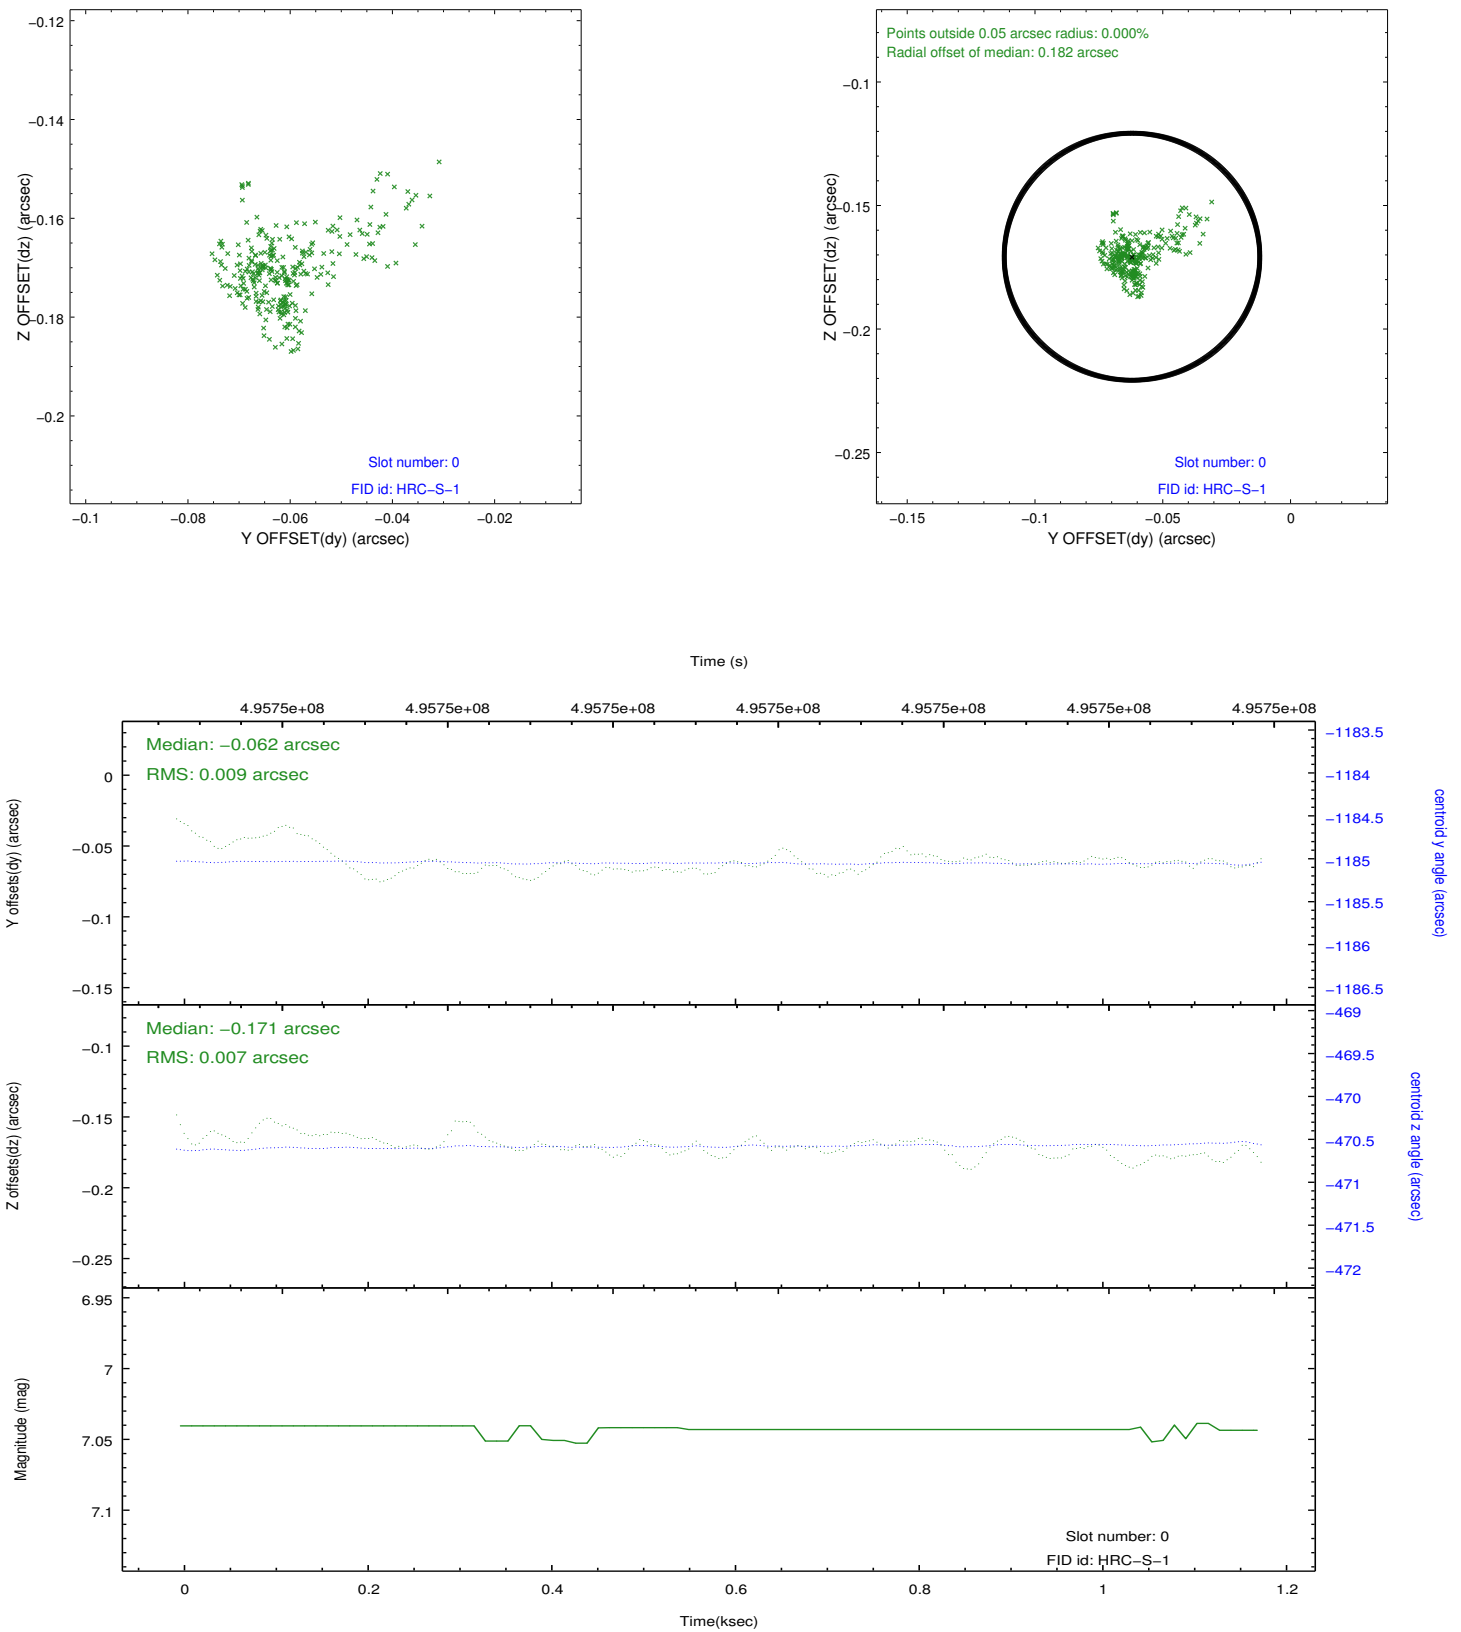 −0.12
−0.14
−0.16
−0.18
−0.2
Z OFFSET(dz) (arcsec)
Slot number: 0
FID id: HRC−S−1
−0.1 −0.08 −0.06 −0.04 −0.02
Y OFFSET(dy) (arcsec)
Points outside 0.05 arcsec radius: 0.000%
Radial offset of median: 0.182 arcsec
−0.1
−0.15
−0.2
−0.25
Z OFFSET(dz) (arcsec)
Slot number: 0
FID id: HRC−S−1
−0.15 −0.1 −0.05 0
Y OFFSET(dy) (arcsec)
Time (s)
4.9575e+08 4.9575e+08 4.9575e+08 4.9575e+08 4.9575e+08 4.9575e+08 4.9575e+08
Median: −0.062 arcsec
RMS: 0.009 arcsec
0
−0.05
−0.1
−0.15
Y offsets(dy) (arcsec)
−1183.5
−1184
−1184.5
−1185
−1185.5
−1186
−1186.5
centroid y angle (arcsec)
Median: −0.171 arcsec
RMS: 0.007 arcsec
−0.1
−0.15
−0.2
−0.25
Z offsets(dz) (arcsec)
−469
−469.5
−470
−470.5
−471
−471.5
−472
centroid z angle (arcsec)
6.95
7
7.05
7.1
Magnitude (mag)
Slot number: 0
FID id: HRC−S−1
0 0.2 0.4 0.6 0.8 1 1.2
Time(ksec)